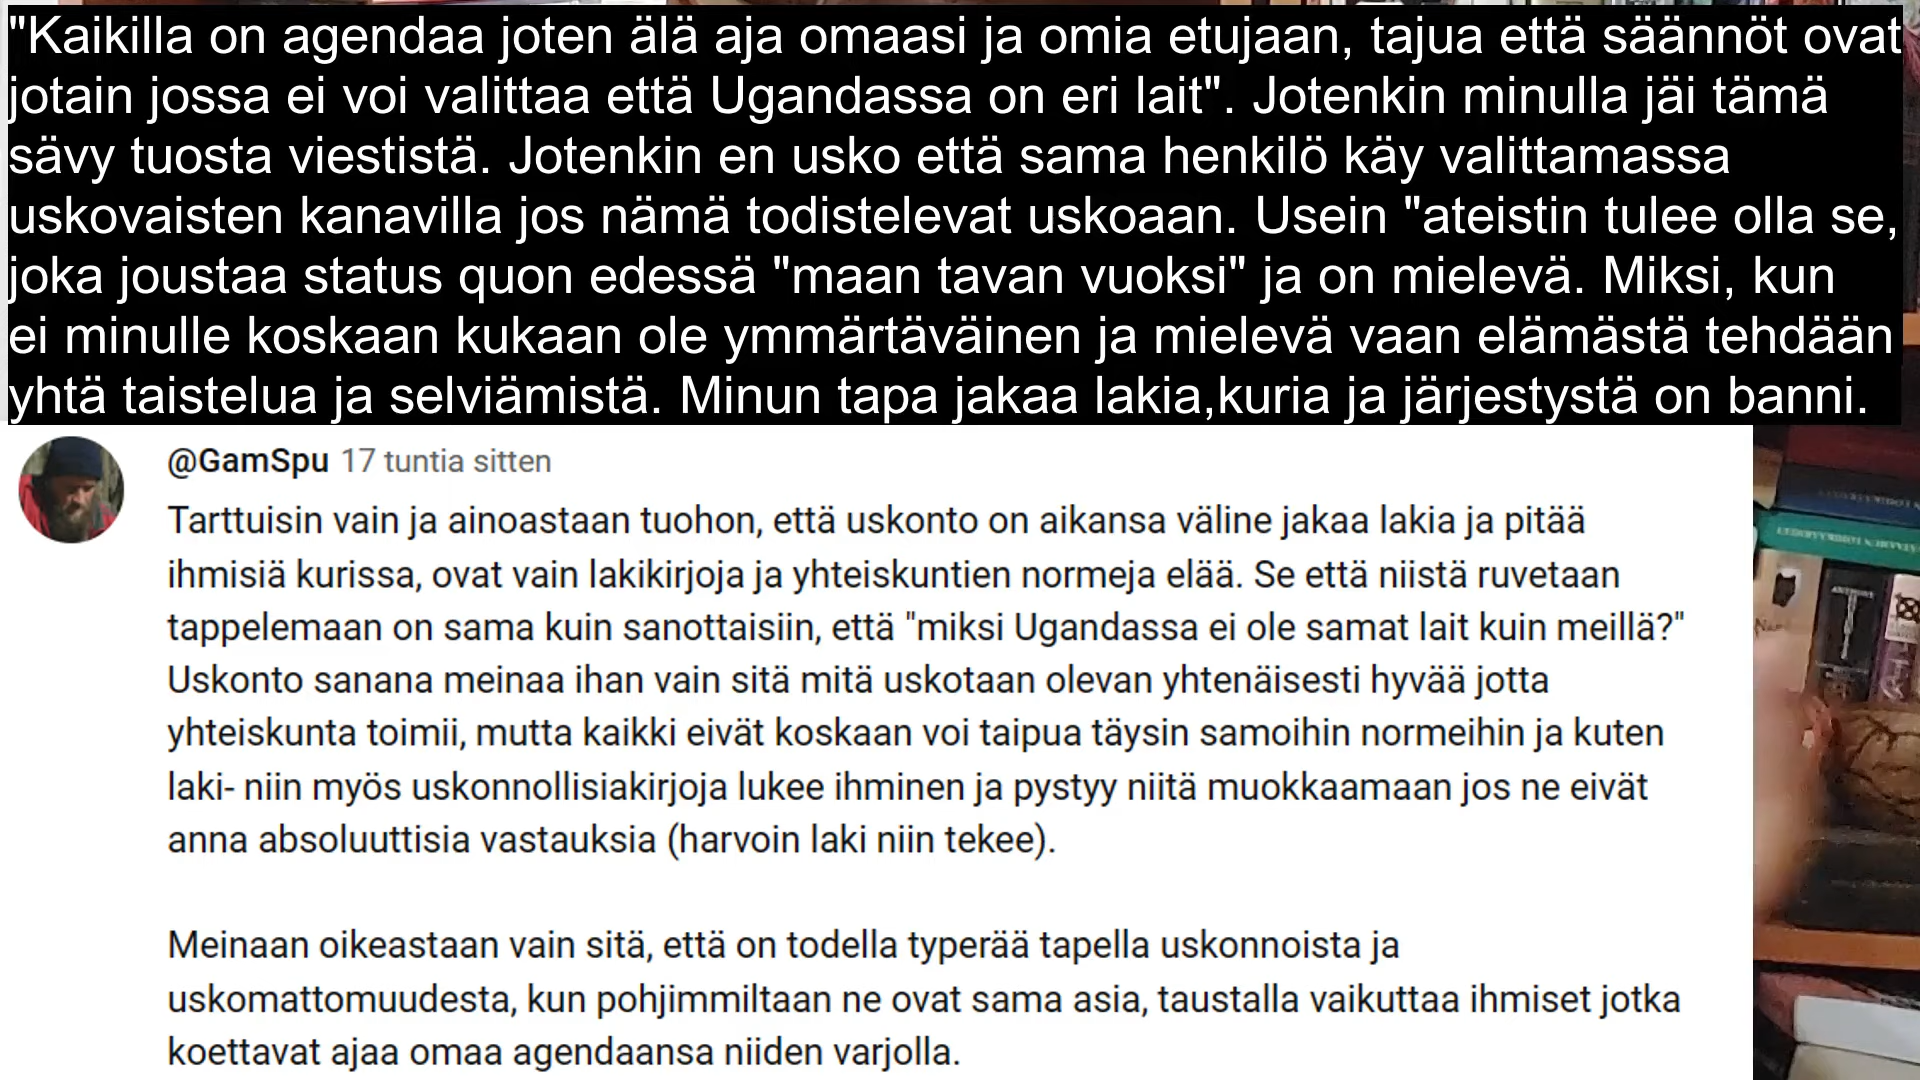 "Kaikilla on agendaa joten älä aja omaasi ja omia etujaan, tajua että säännöt ovat
jotain jossa ei voi valittaa että Ugandassa on eri lait". Jotenkin minulla jäi tämä
sävy tuosta viestistä. Jotenkin en usko että sama henkilö käy valittamassa
uskovaisten kanavilla jos nämä todistelevat uskoaan. Usein "ateistin tulee olla se,
joka joustaa status quon edessä "maan tavan vuoksi" ja on mielevä. Miksi, kun
ei minulle koskaan kukaan ole ymmärtäväinen ja mielevä vaan elämästä tehdään
yhtä taistelua ja selviämistä. Minun tapa jakaa lakia,kuria ja järjestystä on banni.
@GamSpu 17 tuntia sitten
Tarttuisin vain ja ainoastaan tuohon, että uskonto on aikansa väline jakaa lakia ja pitää
ihmisiä kurissa, ovat vain lakikirjoja ja yhteiskuntien normeja elää. Se että niistä ruvetaan
tappelemaan on sama kuin sanottaisiin, että "miksi Ugandassa ei ole samat lait kuin meillä?"
Uskonto sanana meinaa ihan vain sitä mitä uskotaan olevan yhtenäisesti hyvää jotta
yhteiskunta toimii, mutta kaikki eivät koskaan voi taipua täysin samoihin normeihin ja kuten
laki- niin myös uskonnollisiakirjoja lukee ihminen ja pystyy niitä muokkaamaan jos ne eivät
anna absoluuttisia vastauksia (harvoin laki niin tekee).
Meinaan oikeastaan vain sitä, että on todella typerää tapella uskonnoista ja
uskomattomuudesta, kun pohjimmiltaan ne ovat sama asia, taustalla vaikuttaa ihmiset jotka
koettavat ajaa omaa agendaansa niiden varjolla.